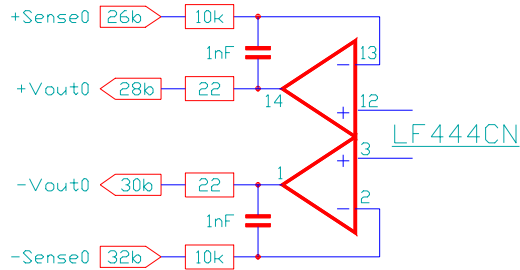 +Sense0 26b 10k
1nF 13
+Vout0 28b 22 14
12
LF444CN
3
-Vout0 30b 22 1
1nF 2
-Sense0 32b 10k